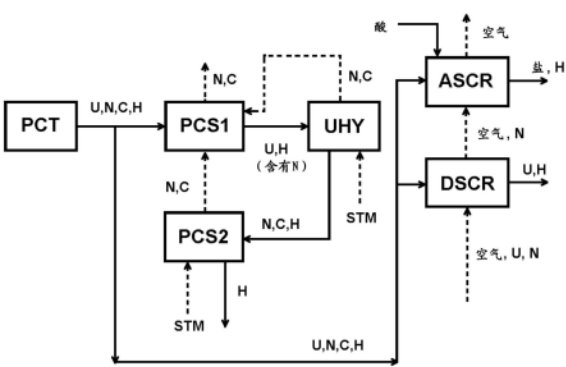 酸
空气
N,C
N,C
ASCR
盐, H
U,N,C,H
PCT
PCS1
UHY
空气, N
U,H
(含有N)
DSCR
U,H
N,C
STM
N,C,H
PCS2
空气, U, N
H
STM
U,N,C,H